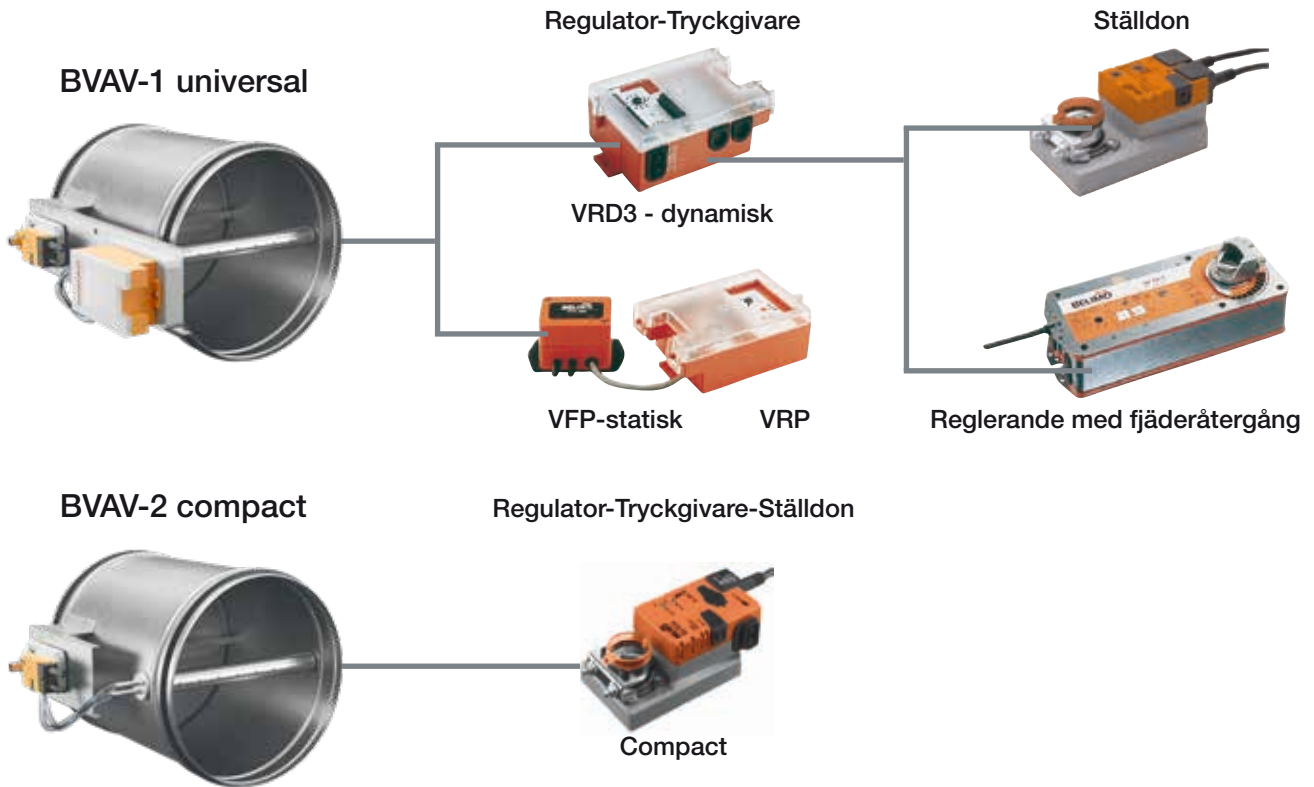 Regulator-Tryckgivare
Ställdon
BVAV-1 universal
VRD3 - dynamisk
BELIMO
VFP-statisk
VRP
Reglerande med fjäderåtergång
BVAV-2 compact
Regulator-Tryckgivare-Ställdon
Compact